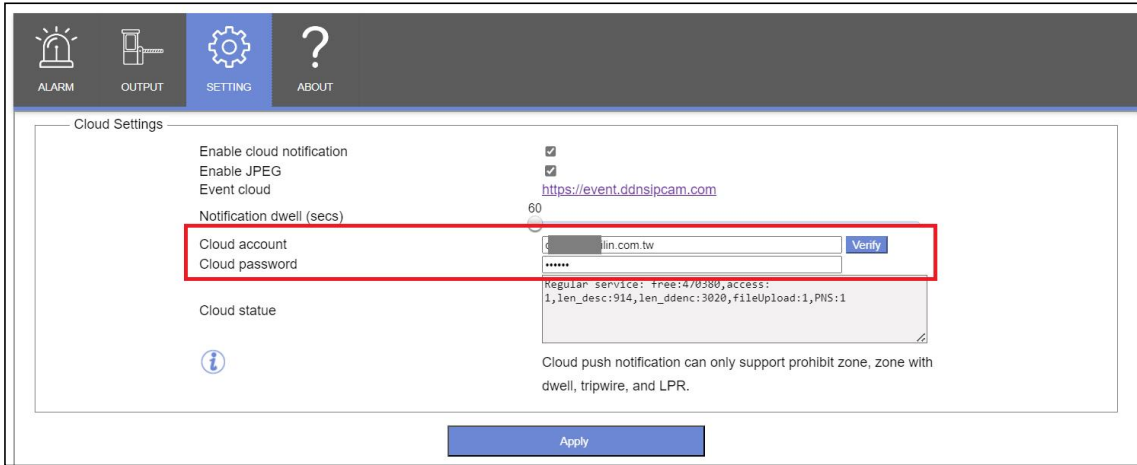 ALARM OUTPUT SETTING ABOUT
Cloud Settings
Enable cloud notification
Enable JPEG
Event cloud https://event.ddnsipcam.com
Notification dwell (secs) 60
Cloud account ilin.com.tw Verify
Cloud password ••••••
Cloud statue Regular service: free:470380,access:
1,len_desc:914,len_ddenc:3020,fileUpload:1,PNS:1
Cloud push notification can only support prohibit zone, zone with
dwell, tripwire, and LPR.
Apply